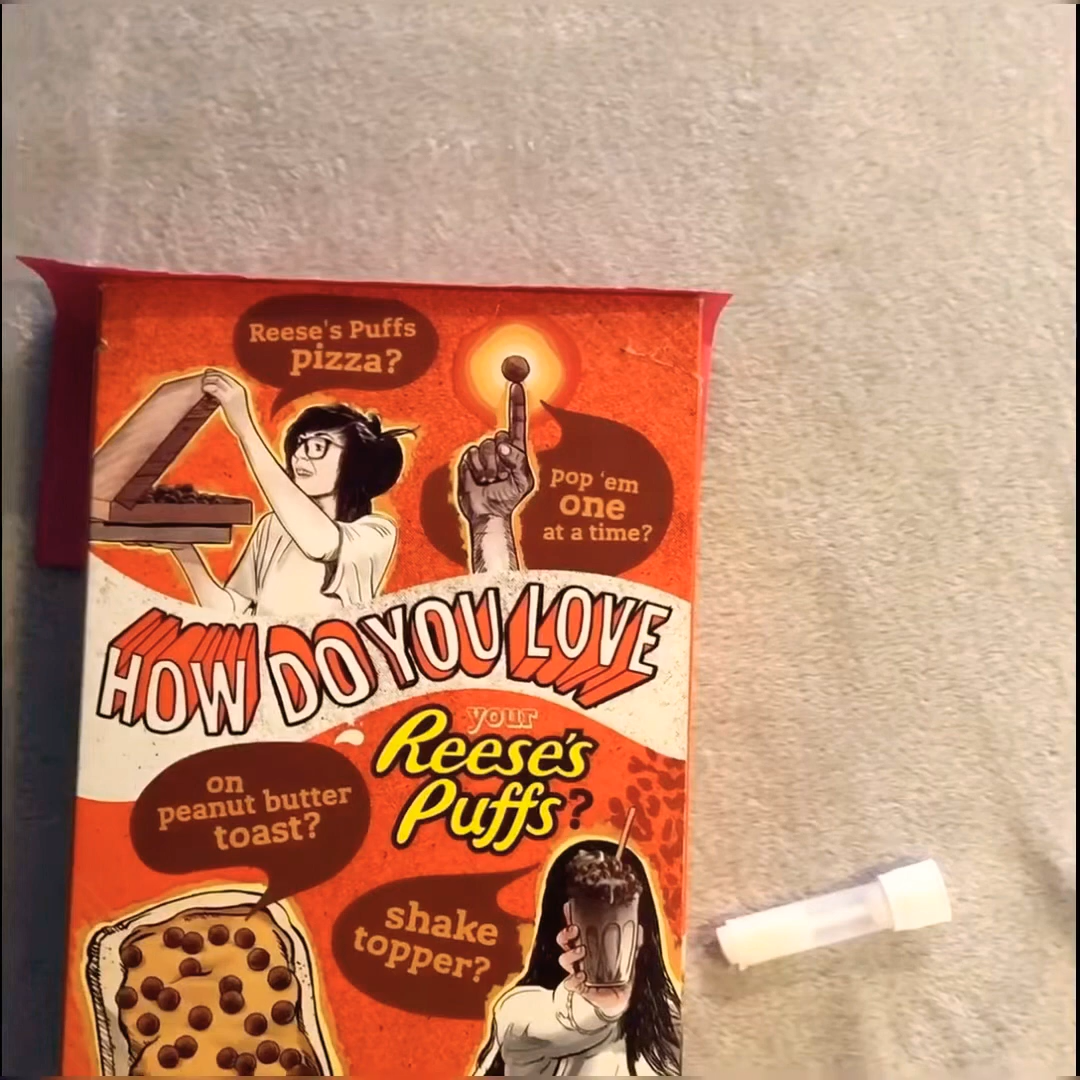 Reese's Puffs
pizza?
pop 'em
one
at a time?
HOW DO YOU LOVE
your
Reese's
Puffs?
on
peanut butter
toast?
shake
topper?